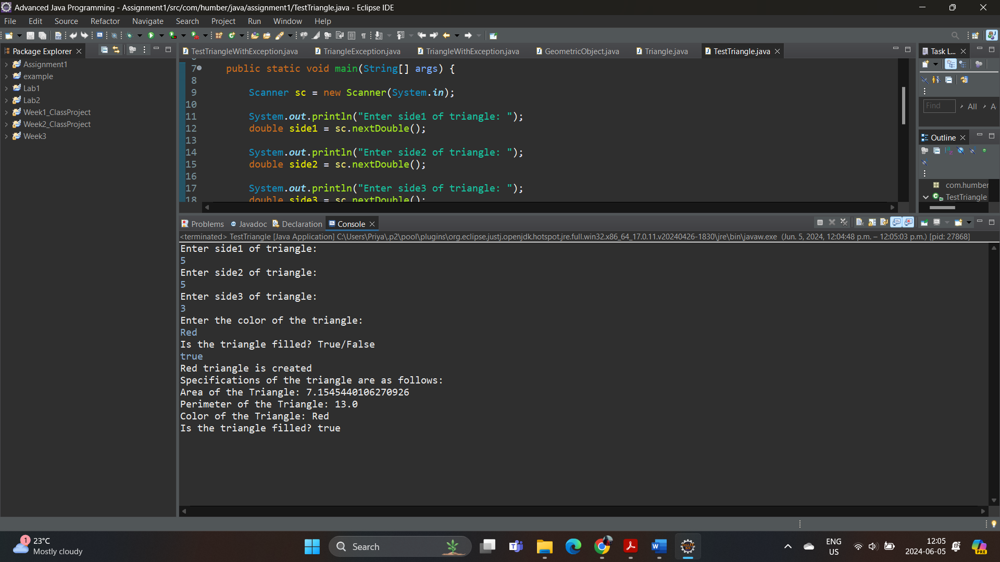 Advanced Java Programming - Assignment1/src/com/humber/java/assignment1/TestTriangle.java - Eclipse IDE
File Edit Source Refactor Navigate Search Project Run Window Help
Package Explorer
Assignment1
example
Lab1
Lab2
Week1_ClassProject
Week2_ClassProject
Week3
TestTriangleWithException.java TriangleException.java TriangleWithException.java GeometricObject.java Triangle.java TestTriangle.java
7 public static void main(String[] args) {
8
9 Scanner sc = new Scanner(System.in);
10
11 System.out.println("Enter side1 of triangle: ");
12 double side1 = sc.nextDouble();
13
14 System.out.println("Enter side2 of triangle: ");
15 double side2 = sc.nextDouble();
16
17 System.out.println("Enter side3 of triangle: ");
18 double side3 = sc.nextDouble();
Task L...
Find All A
Outline
com.humber
TestTriangle
Problems Javadoc Declaration Console
<terminated> TestTriangle [Java Application] C:\Users\Priya\.p2\pool\plugins\org.eclipse.justj.openjdk.hotspot.jre.full.win32.x86_64_17.0.11.v20240426-1830\jre\bin\javaw.exe (Jun. 5, 2024, 12:04:48 p.m. – 12:05:03 p.m.) [pid: 27868]
Enter side1 of triangle:
5
Enter side2 of triangle:
5
Enter side3 of triangle:
3
Enter the color of the triangle:
Red
Is the triangle filled? True/False
true
Red triangle is created
Specifications of the triangle are as follows:
Area of the Triangle: 7.1545440106270926
Perimeter of the Triangle: 13.0
Color of the Triangle: Red
Is the triangle filled? true
1
23°C
Mostly cloudy
Search
ENG
US
12:05
2024-06-05
PRE